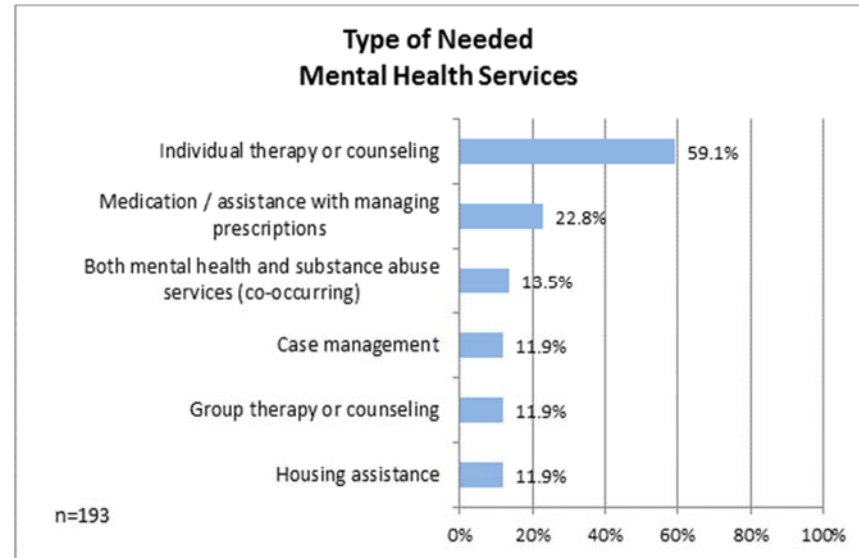 Type of Needed
Mental Health Services
Individual therapy or counseling
59.1%
Medication / assistance with managing
prescriptions
22.8%
Both mental health and substance abuse
services (co-occurring)
13.5%
Case management
11.9%
Group therapy or counseling
11.9%
Housing assistance
11.9%
n=193
0% 20% 40% 60% 80% 100%